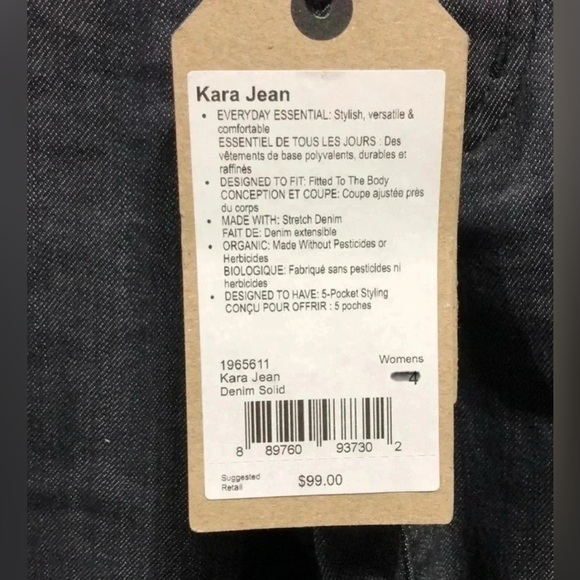 Kara Jean
• EVERYDAY ESSENTIAL: Stylish, versatile &
comfortable
ESSENTIEL DE TOUS LES JOURS : Des
vêtements de base polyvalents, durables et
raffinés
• DESIGNED TO FIT: Fitted To The Body
CONCEPTION ET COUPE: Coupe ajustée près
du corps
• MADE WITH: Stretch Denim
FAIT DE: Denim extensible
• ORGANIC: Made Without Pesticides or
Herbicides
BIOLOGIQUE: Fabriqué sans pesticides ni
herbicides
• DESIGNED TO HAVE: 5-Pocket Styling
CONÇU POUR OFFRIR : 5 poches
1965611 Womens
Kara Jean 4
Denim Solid
8 89760 93730 2
Suggested
Retail $99.00